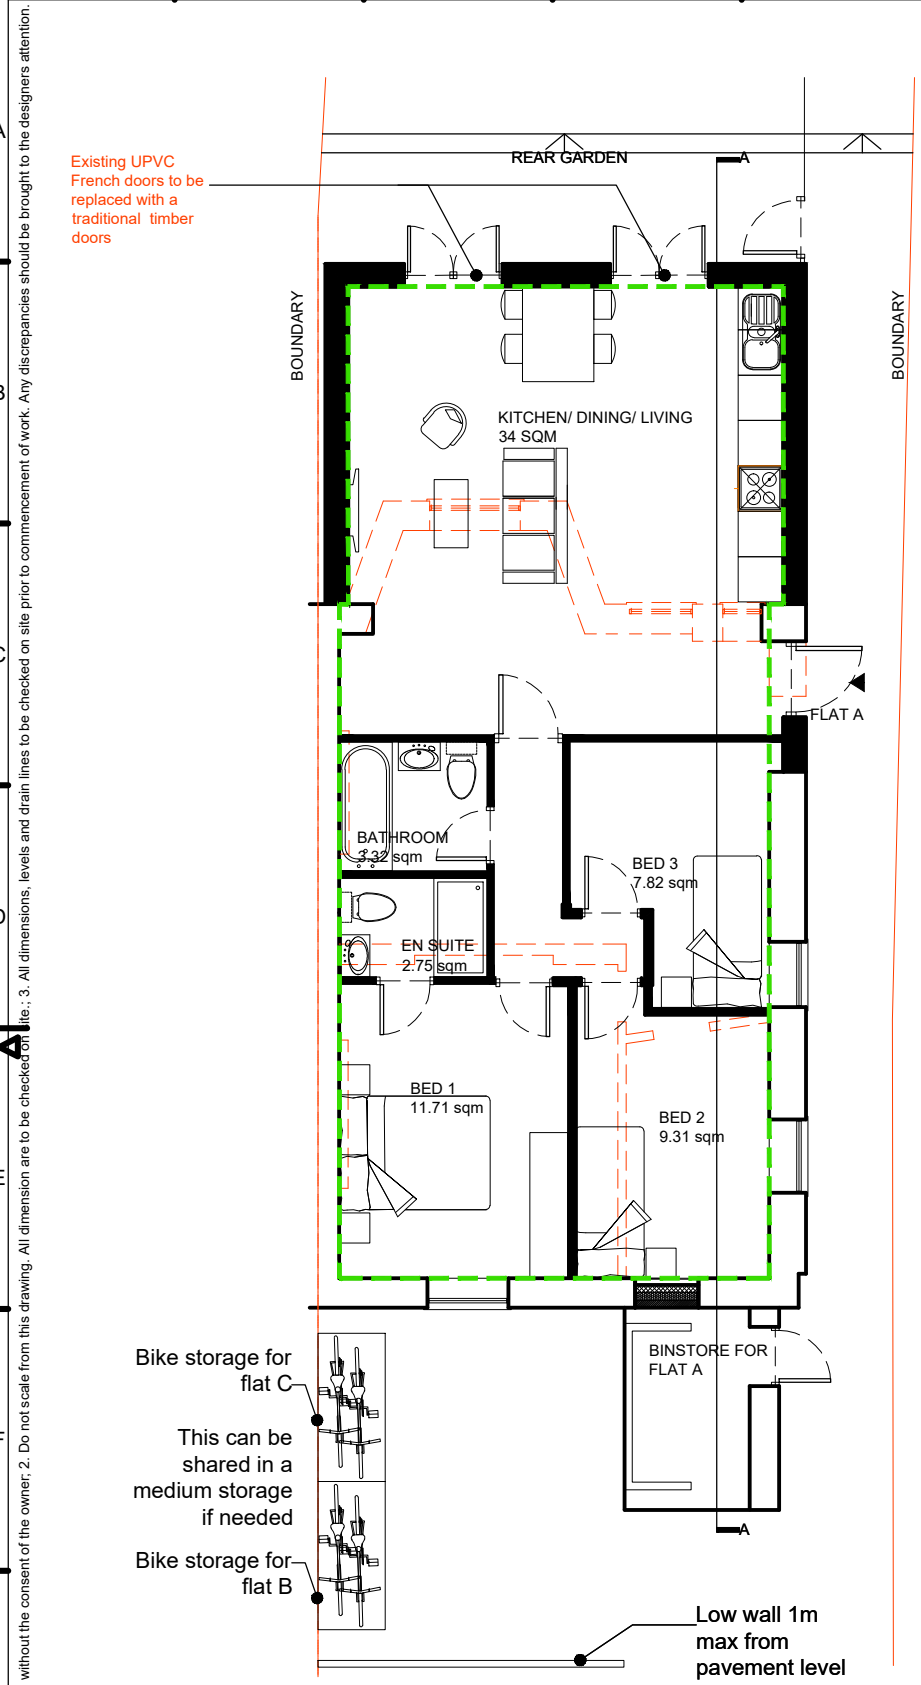 without the consent of the owner; 2. Do not scale from this drawing. All dimension are to be checked on site.; 3. All dimensions, levels and drain lines to be checked on site prior to commencement of work. Any discrepancies should be brought to the designers attention.
REAR GARDEN
A
Existing UPVC
French doors to be
replaced with a
traditional timber
doors
BOUNDARY
BOUNDARY
KITCHEN/ DINING/ LIVING
34 SQM
FLAT A
BATHROOM
3.32 sqm
BED 3
7.82 sqm
EN SUITE
2.75 sqm
BED 1
11.71 sqm
BED 2
9.31 sqm
BINSTORE FOR
FLAT A
Bike storage for
flat C
This can be
shared in a
medium storage
if needed
Bike storage for
flat B
A
Low wall 1m
max from
pavement level